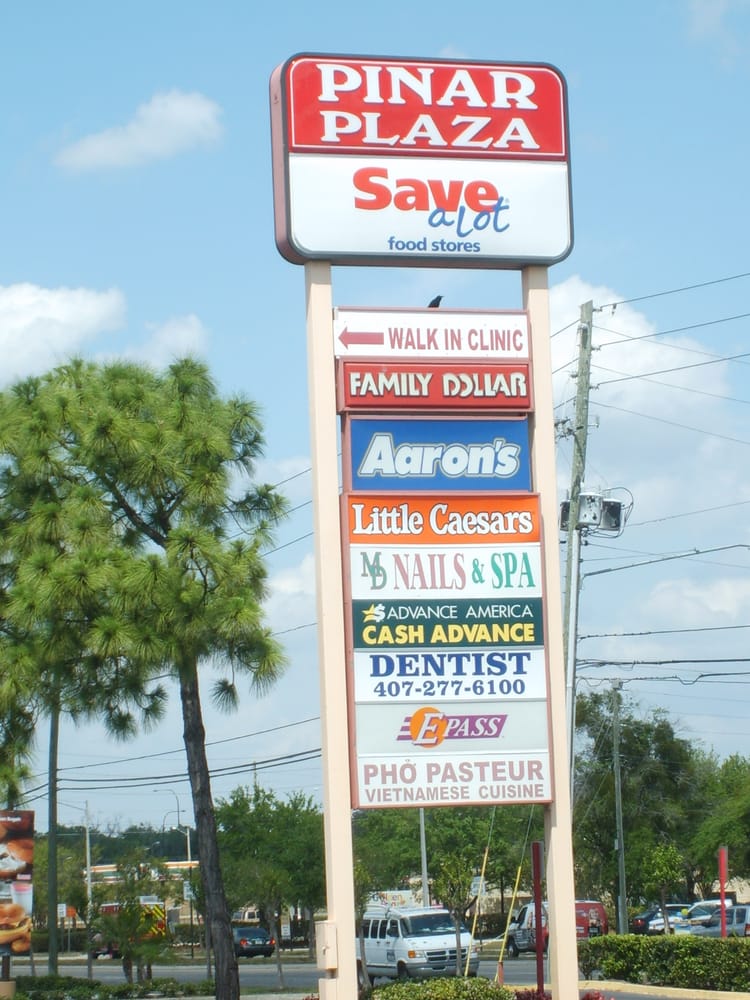 PINAR
PLAZA
Save
a Lot
food stores
WALK IN CLINIC
FAMILY DOLLAR
Aaron's
Little Caesars
MD NAILS & SPA
$ ADVANCE AMERICA
CASH ADVANCE
DENTIST
407-277-6100
EPASS
PHỞ PASTEUR
VIETNAMESE CUISINE